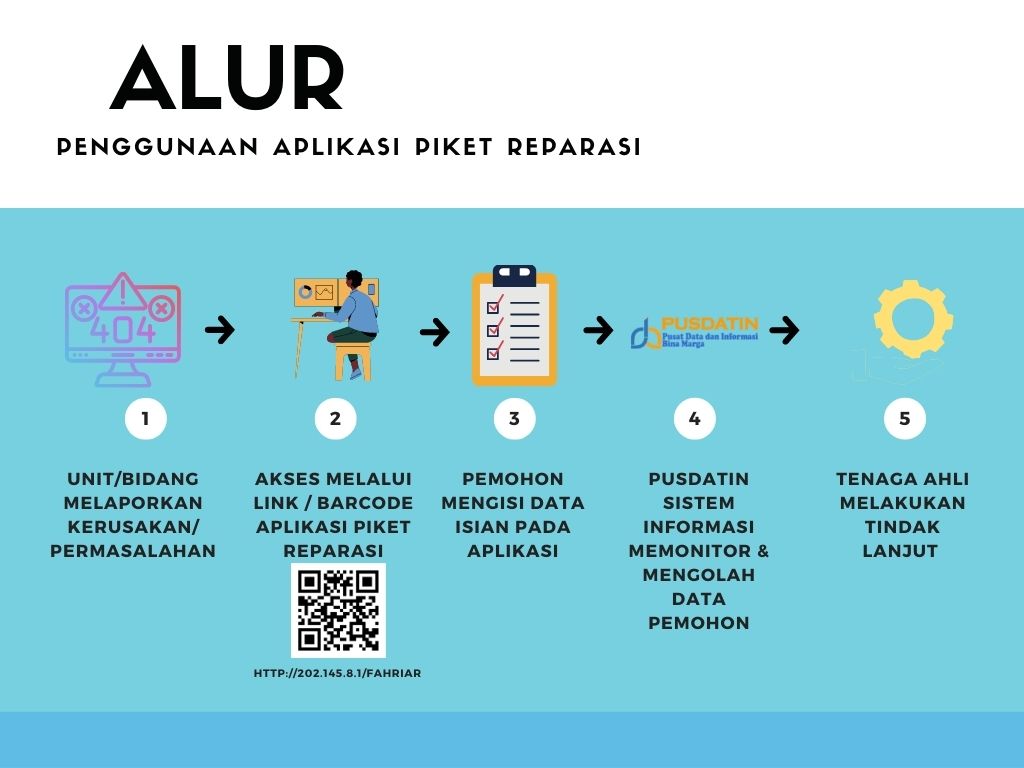 ALUR
PENGGUNAAN APLIKASI PIKET REPARASI
404
PUSDATIN
Pusat Data dan Informasi
Bina Marga
1
UNIT/BIDANG
MELAPORKAN
KERUSAKAN/
PERMASALAHAN
2
AKSES MELALUI
LINK / BARCODE
APLIKASI PIKET
REPARASI
HTTP://202.145.8.1/FAHRIAR
3
PEMOHON
MENGISI DATA
ISIAN PADA
APLIKASI
4
PUSDATIN
SISTEM
INFORMASI
MEMONITOR &
MENGOLAH
DATA
PEMOHON
5
TENAGA AHLI
MELAKUKAN
TINDAK
LANJUT